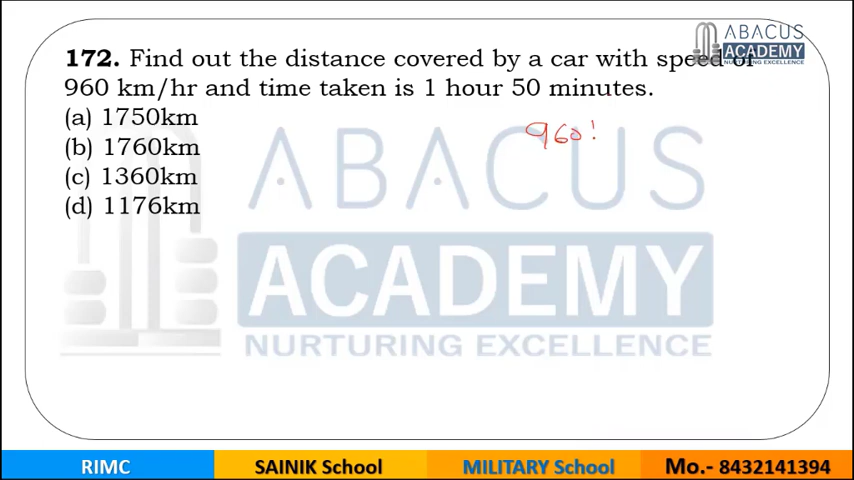 ABACUS
ACADEMY
NURTURING EXCELLENCE
172. Find out the distance covered by a car with speed of
960 km/hr and time taken is 1 hour 50 minutes.
(a) 1750km
(b) 1760km
(c) 1360km
(d) 1176km
960
ABACUS
ACADEMY
NURTURING EXCELLENCE
RIMC SAINIK School MILITARY School Mo.- 8432141394